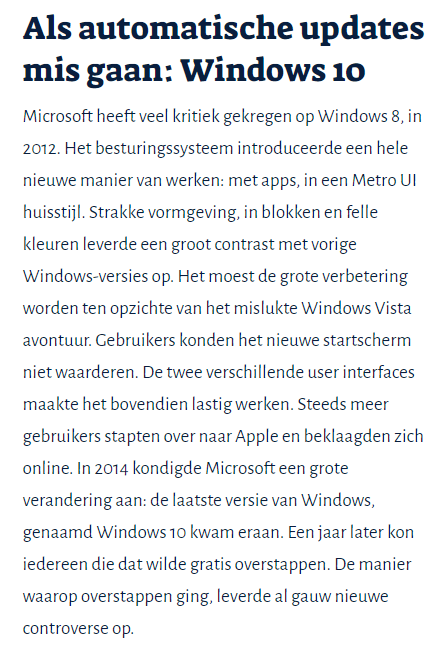 Als automatische updates
mis gaan: Windows 10
Microsoft heeft veel kritiek gekregen op Windows 8, in
2012. Het besturingssysteem introduceerde een hele
nieuwe manier van werken: met apps, in een Metro UI
huisstijl. Strakke vormgeving, in blokken en felle
kleuren leverde een groot contrast met vorige
Windows-versies op. Het moest de grote verbetering
worden ten opzichte van het mislukte Windows Vista
avontuur. Gebruikers konden het nieuwe startscherm
niet waarderen. De twee verschillende user interfaces
maakte het bovendien lastig werken. Steeds meer
gebruikers stapten over naar Apple en beklaagden zich
online. In 2014 kondigde Microsoft een grote
verandering aan: de laatste versie van Windows,
genaamd Windows 10 kwam eraan. Een jaar later kon
iedereen die dat wilde gratis overstappen. De manier
waarop overstappen ging, leverde al gauw nieuwe
controverse op.